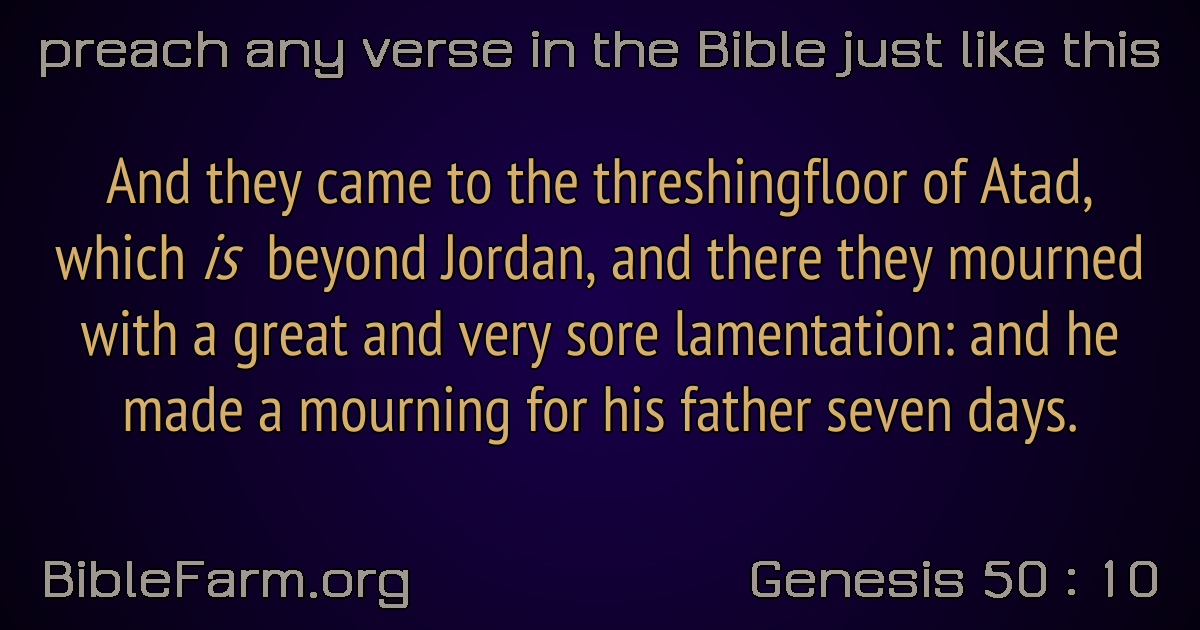 preach any verse in the Bible just like this
And they came to the threshingfloor of Atad,
which is beyond Jordan, and there they mourned
with a great and very sore lamentation: and he
made a mourning for his father seven days.
BibleFarm.org
Genesis 50 : 10